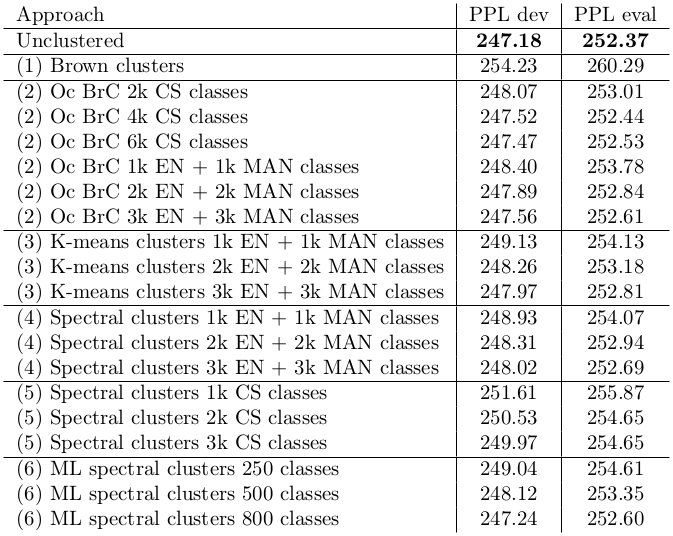 Approach PPL dev PPL eval
Unclustered 247.18 252.37
(1) Brown clusters 254.23 260.29
(2) Oc BrC 2k CS classes 248.07 253.01
(2) Oc BrC 4k CS classes 247.52 252.44
(2) Oc BrC 6k CS classes 247.47 252.53
(2) Oc BrC 1k EN + 1k MAN classes 248.40 253.78
(2) Oc BrC 2k EN + 2k MAN classes 247.89 252.84
(2) Oc BrC 3k EN + 3k MAN classes 247.56 252.61
(3) K-means clusters 1k EN + 1k MAN classes 249.13 254.13
(3) K-means clusters 2k EN + 2k MAN classes 248.26 253.18
(3) K-means clusters 3k EN + 3k MAN classes 247.97 252.81
(4) Spectral clusters 1k EN + 1k MAN classes 248.93 254.07
(4) Spectral clusters 2k EN + 2k MAN classes 248.31 252.94
(4) Spectral clusters 3k EN + 3k MAN classes 248.02 252.69
(5) Spectral clusters 1k CS classes 251.61 255.87
(5) Spectral clusters 2k CS classes 250.53 254.65
(5) Spectral clusters 3k CS classes 249.97 254.65
(6) ML spectral clusters 250 classes 249.04 254.61
(6) ML spectral clusters 500 classes 248.12 253.35
(6) ML spectral clusters 800 classes 247.24 252.60